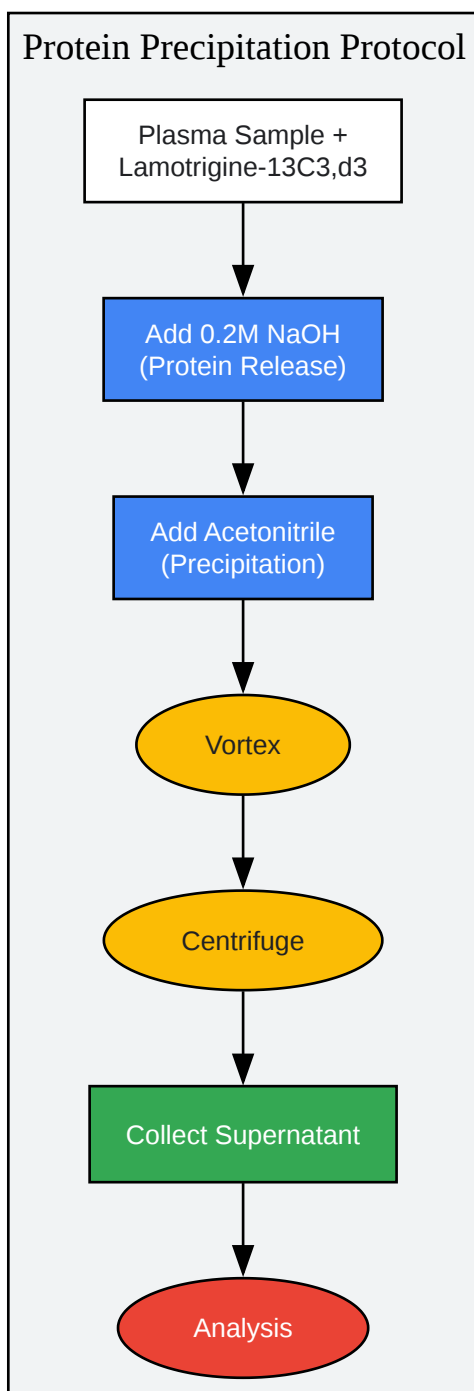 Protein Precipitation Protocol
Plasma Sample +
Lamotrigine-13C3,d3
Add 0.2M NaOH
(Protein Release)
Add Acetonitrile
(Precipitation)
Vortex
Centrifuge
Collect Supernatant
Analysis